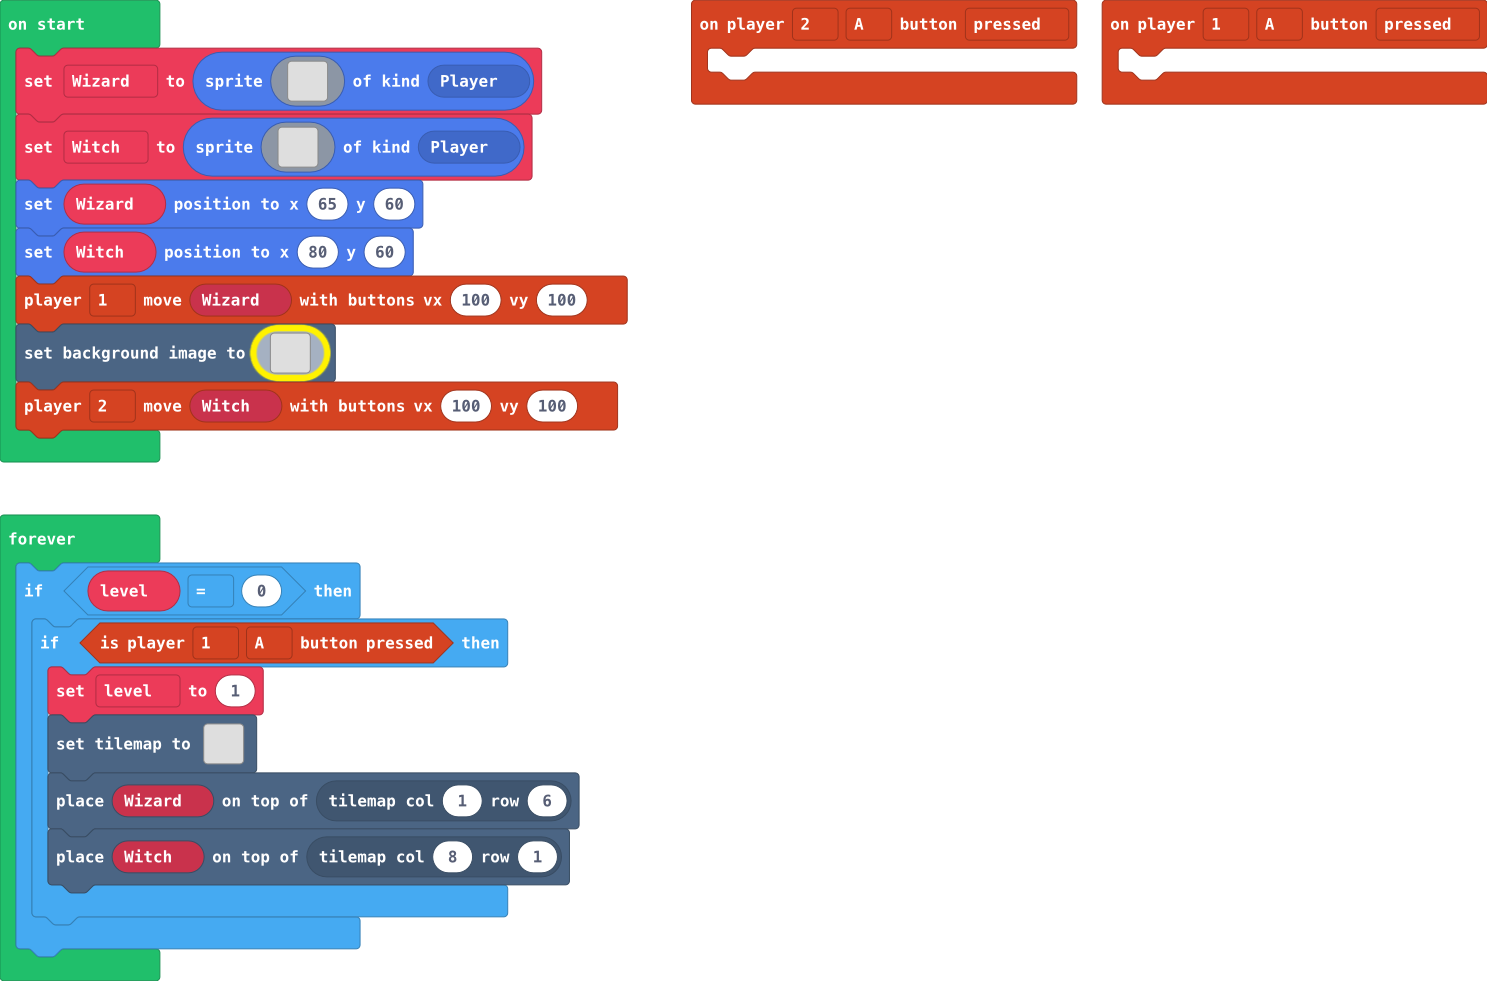 on start
set Wizard to sprite of kind Player
set Witch to sprite of kind Player
set Wizard position to x 65 y 60
set Witch position to x 80 y 60
player 1 move Wizard with buttons vx 100 vy 100
set background image to
player 2 move Witch with buttons vx 100 vy 100
on player 2 A button pressed
on player 1 A button pressed
forever
if level = 0 then
if is player 1 A button pressed then
set level to 1
set tilemap to
place Wizard on top of tilemap col 1 row 6
place Witch on top of tilemap col 8 row 1